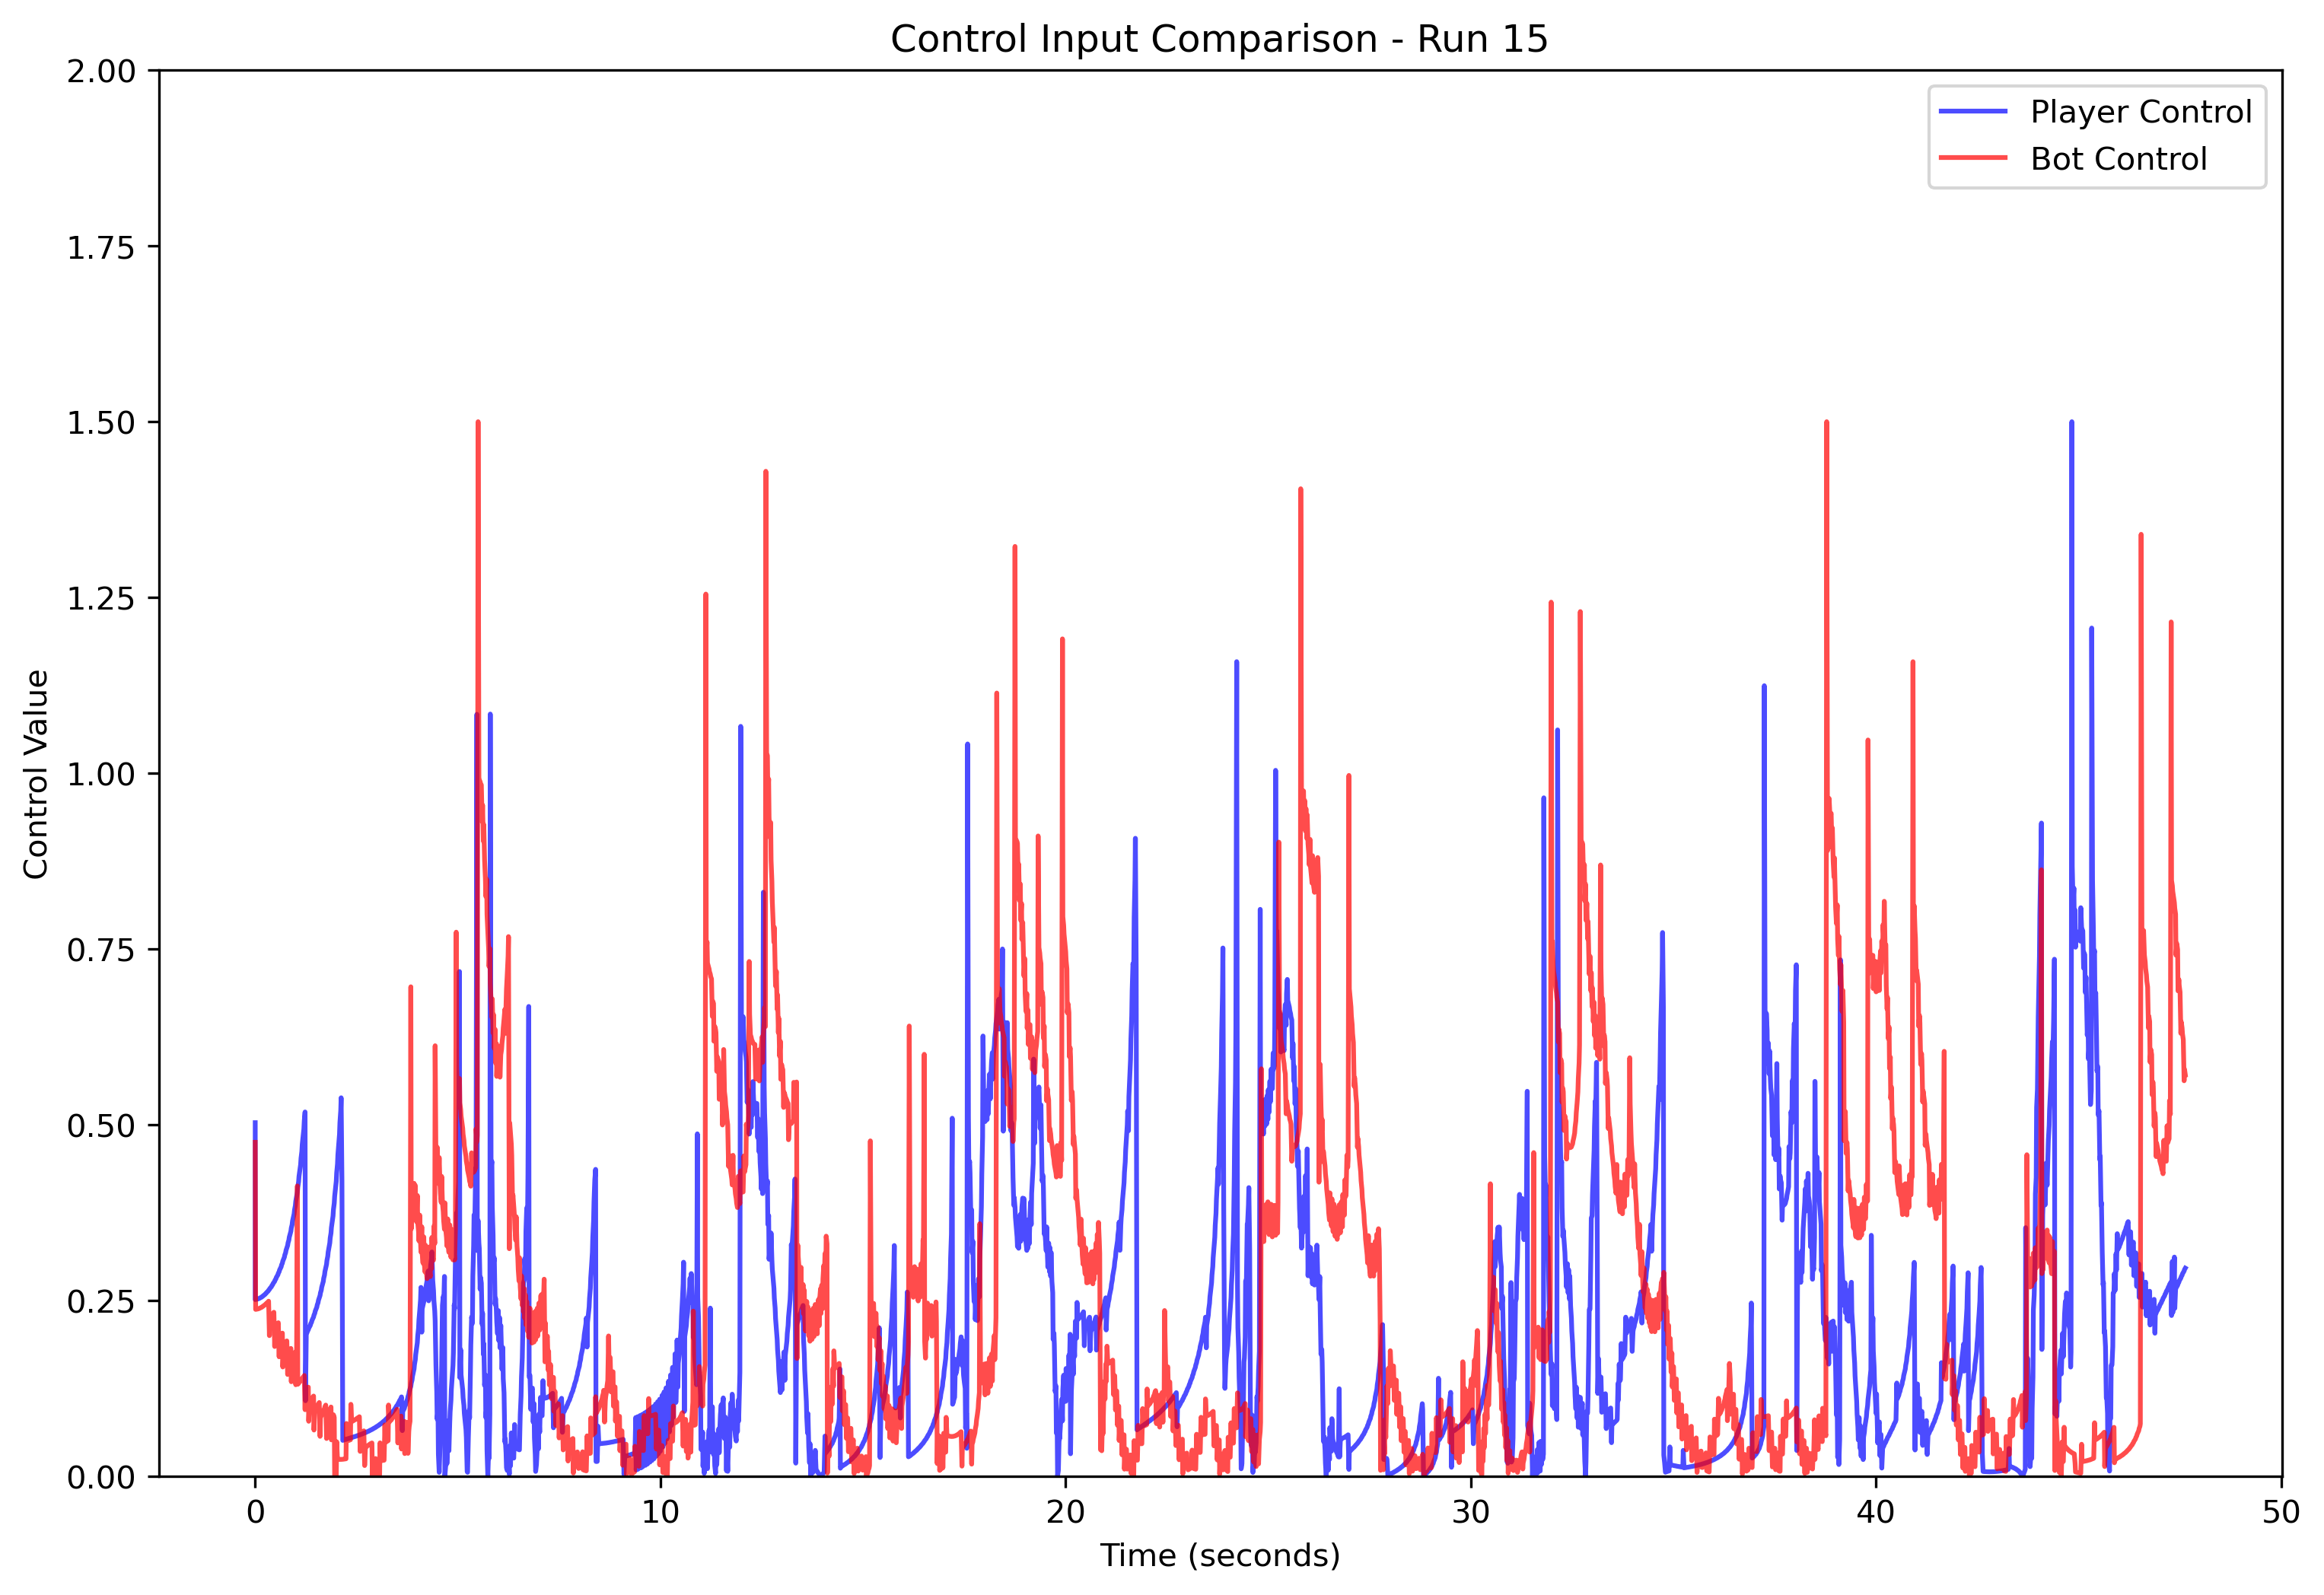 Control Input Comparison - Run 15
Player Control
Bot Control
Control Value
2.00
1.75
1.50
1.25
1.00
0.75
0.50
0.25
0.00
0 10 20 30 40 50
Time (seconds)